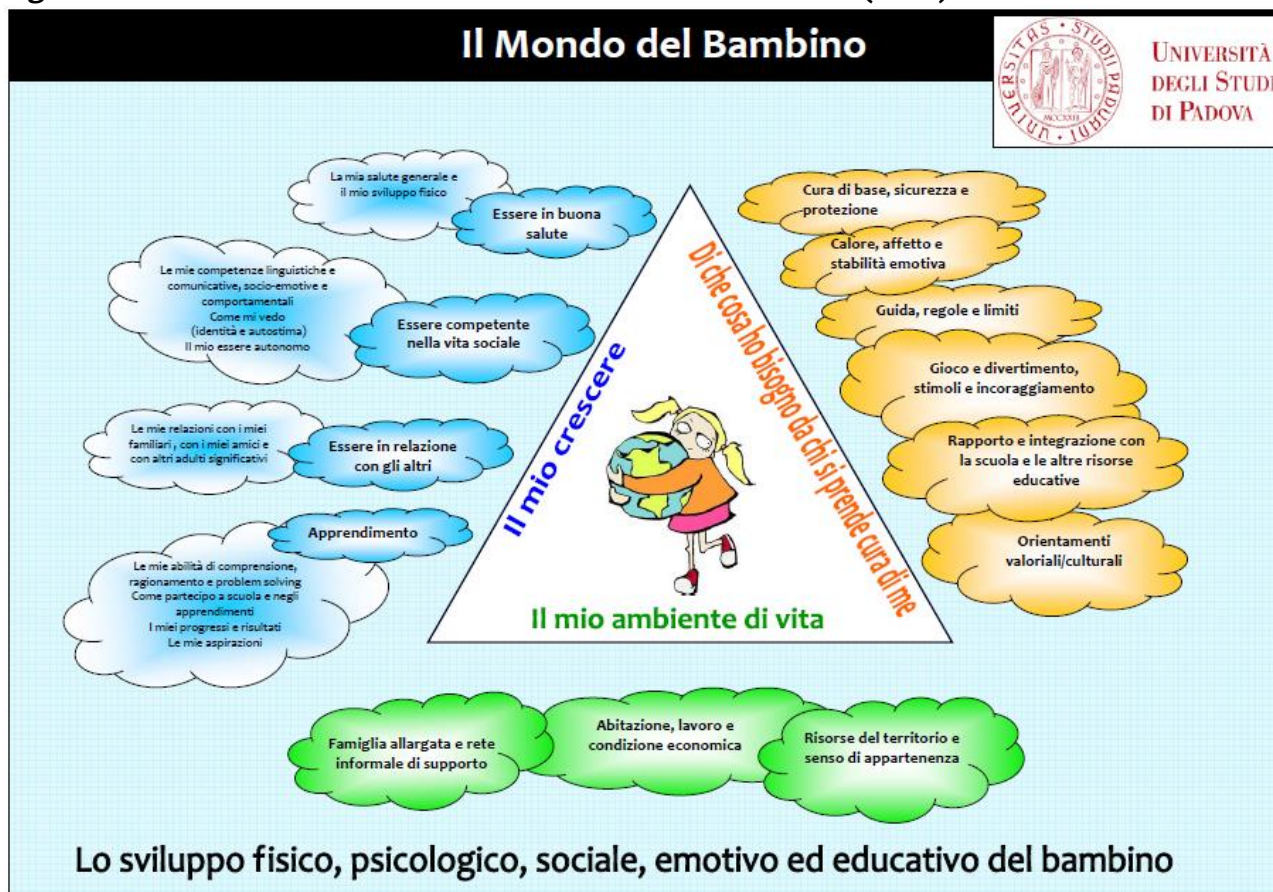 Il Mondo del Bambino
UNIVERSITAS STUDII PADUANI
MCCXXII
UNIVERSITÀ
DEGLI STUDI
DI PADOVA
La mia salute generale e
il mio sviluppo fisico
Essere in buona
salute
Le mie competenze linguistiche e
comunicative, socio-emotive e
comportamentali
Come mi vedo
(identità e autostima)
Il mio essere autonomo
Essere competente
nella vita sociale
Le mie relazioni con i miei
familiari , con i miei amici e
con altri adulti significativi
Essere in relazione
con gli altri
Apprendimento
Le mie abilità di comprensione,
ragionamento e problem solving
Come partecipo a scuola e negli
apprendimenti
I miei progressi e risultati
Le mie aspirazioni
Il mio crescere
Di che cosa ho bisogno da chi si prende cura di me
Il mio ambiente di vita
Cura di base, sicurezza e
protezione
Calore, affetto e
stabilità emotiva
Guida, regole e limiti
Gioco e divertimento,
stimoli e incoraggiamento
Rapporto e integrazione con
la scuola e le altre risorse
educative
Orientamenti
valoriali/culturali
Famiglia allargata e rete
informale di supporto
Abitazione, lavoro e
condizione economica
Risorse del territorio e
senso di appartenenza
Lo sviluppo fisico, psicologico, sociale, emotivo ed educativo del bambino